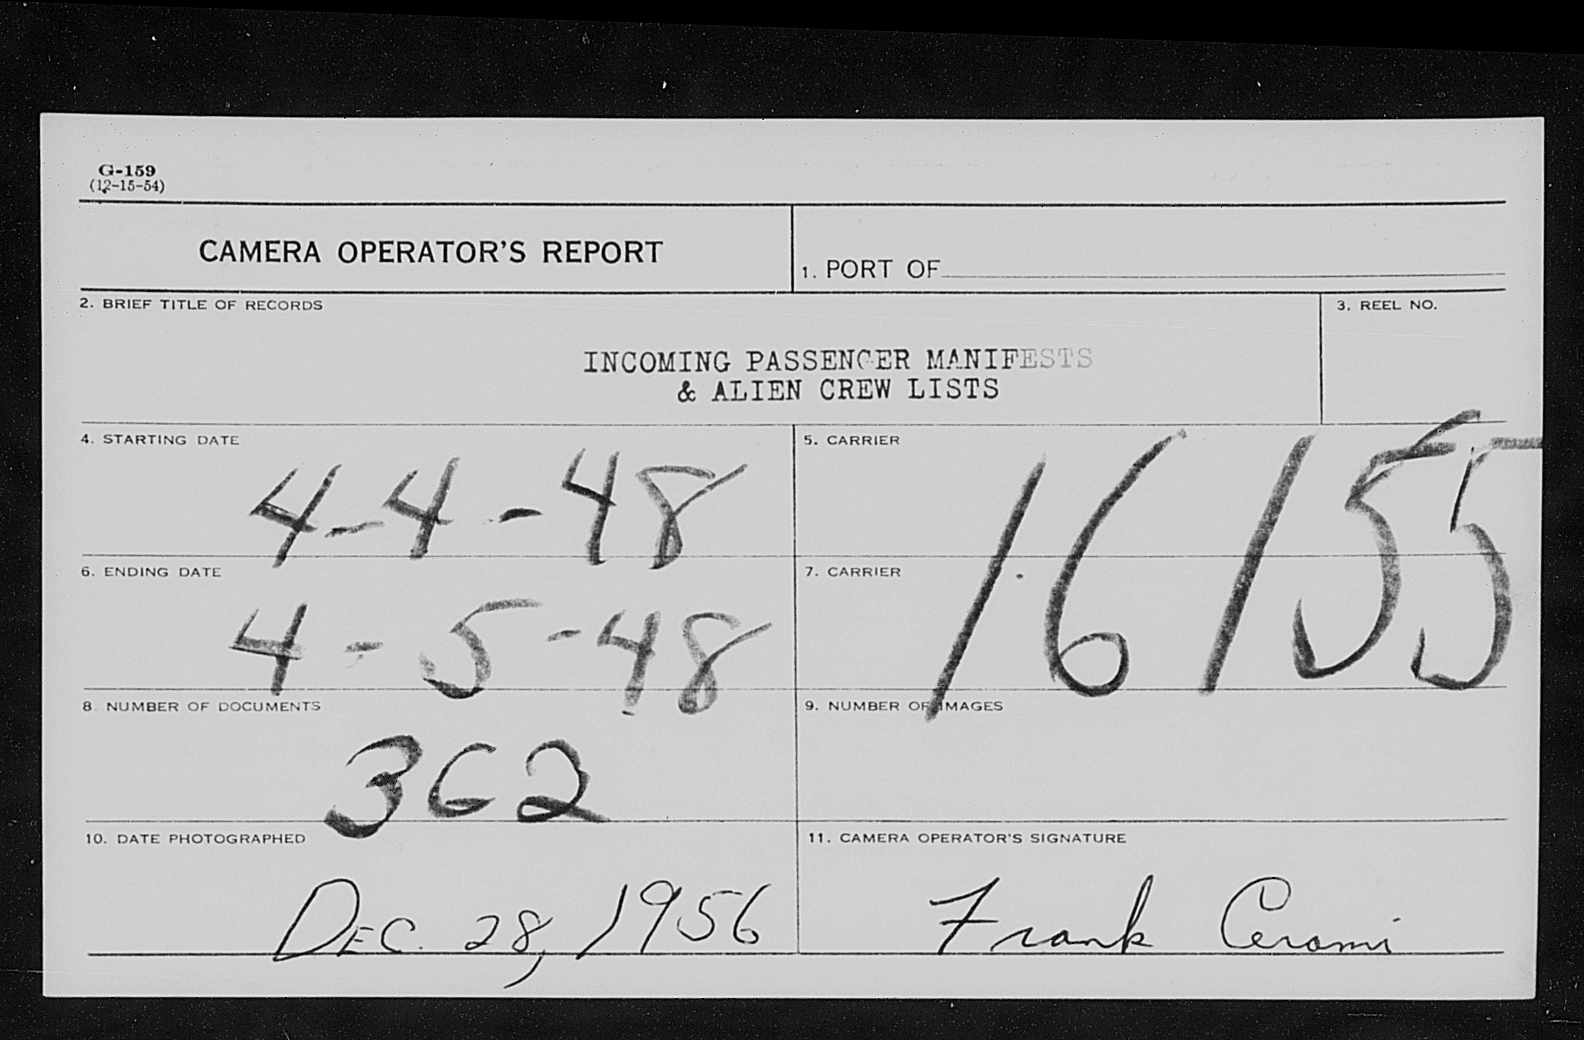 G-159
(12-15-54)
CAMERA OPERATOR'S REPORT
1. PORT OF
2. BRIEF TITLE OF RECORDS
3. REEL NO.
INCOMING PASSENGER MANIFESTS
& ALIEN CREW LISTS
4. STARTING DATE
4-4-48
5. CARRIER
16155
6. ENDING DATE
4-5-48
7. CARRIER
8. NUMBER OF DOCUMENTS
362
9. NUMBER OF IMAGES
10. DATE PHOTOGRAPHED
DEC. 28, 1956
11. CAMERA OPERATOR'S SIGNATURE
Frank Cerami